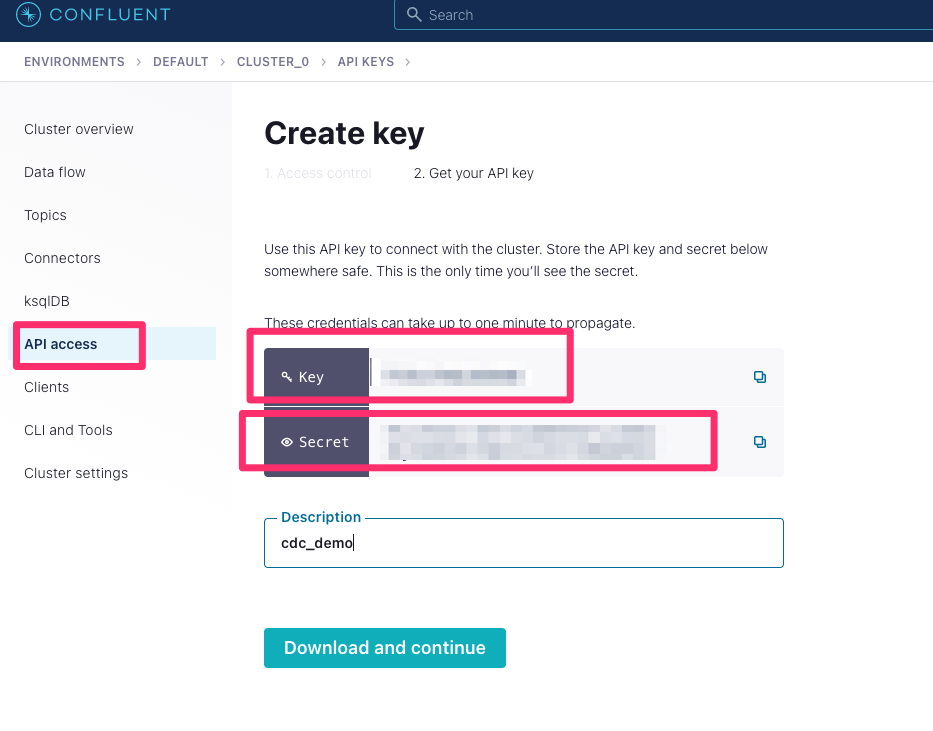 CONFLUENT
Search
ENVIRONMENTS > DEFAULT > CLUSTER_0 > API KEYS >
Cluster overview
Data flow
Topics
Connectors
ksqlDB
API access
Clients
CLI and Tools
Cluster settings
Create key
1. Access control 2. Get your API key
Use this API key to connect with the cluster. Store the API key and secret below
somewhere safe. This is the only time you'll see the secret.
These credentials can take up to one minute to propagate.
Key
Secret
Description
cdc_demo
Download and continue